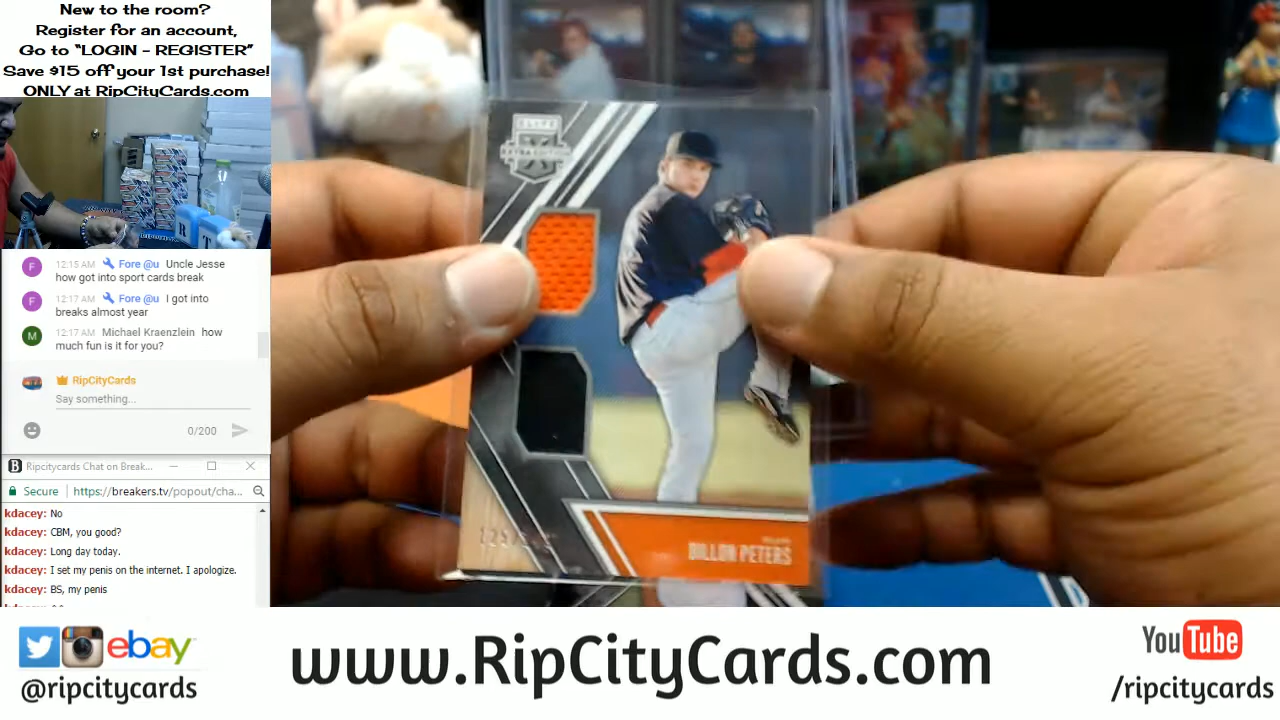 New to the room?
Register for an account,
Go to "LOGIN - REGISTER"
Save $15 off your 1st purchase!
ONLY at RipCityCards.com
F 12:15 AM Fore @u Uncle Jesse
how got into sport cards break
F 12:17 AM Fore @u I got into
breaks almost year
M 12:17 AM Michael Kraenzlein how
much fun is it for you?
RipCityCards
Say something...
0/200
B Ripcitycards Chat on Break...
Secure https://breakers.tv/popout/cha...
kdacey: No
kdacey: CBM, you good?
kdacey: Long day today.
kdacey: I set my penis on the internet. I apologize.
kdacey: BS, my penis
ELITE
EXTRA EDITION
DILLON PETERS
R
T
ebay
@ripcitycards
www.RipCityCards.com
YouTube
/ripcitycards